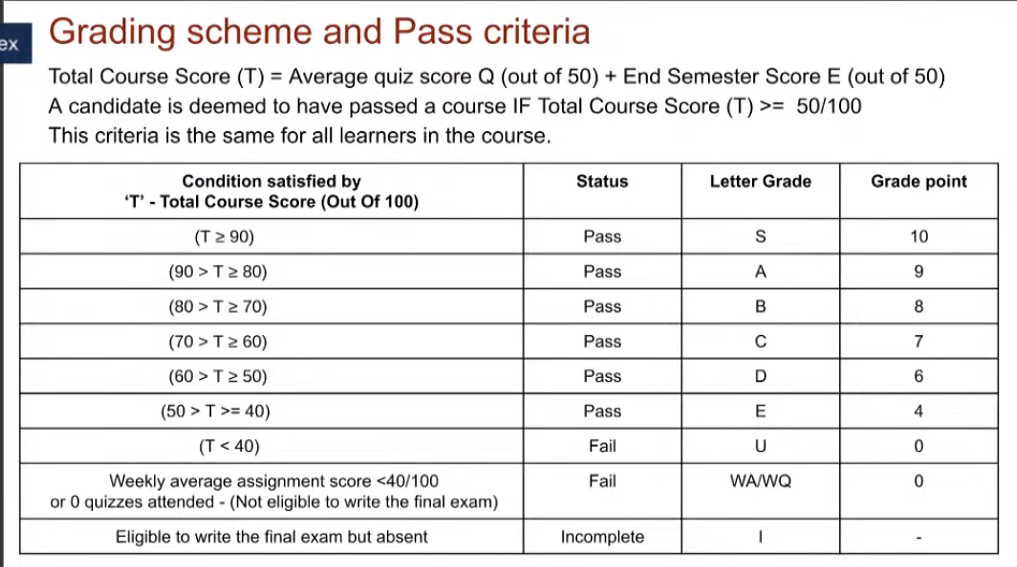 ex
Grading scheme and Pass criteria
Total Course Score (T) = Average quiz score Q (out of 50) + End Semester Score E (out of 50)
A candidate is deemed to have passed a course IF Total Course Score (T) >= 50/100
This criteria is the same for all learners in the course.
Condition satisfied by
'T' - Total Course Score (Out Of 100) Status Letter Grade Grade point
(T ≥ 90) Pass S 10
(90 > T ≥ 80) Pass A 9
(80 > T ≥ 70) Pass B 8
(70 > T ≥ 60) Pass C 7
(60 > T ≥ 50) Pass D 6
(50 > T >= 40) Pass E 4
(T < 40) Fail U 0
Weekly average assignment score <40/100 Fail WA/WQ 0
or 0 quizzes attended - (Not eligible to write the final exam)
Eligible to write the final exam but absent Incomplete I -